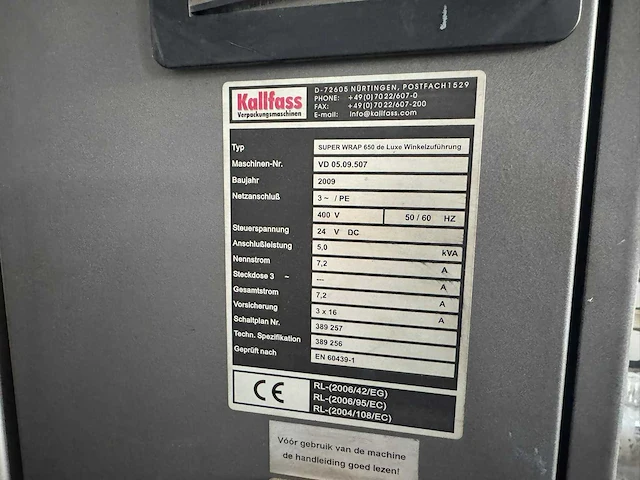 Kallfass
Verpackungsmaschinen
D-72605 NÜRTINGEN, POSTFACH1529
PHONE: +49(0)7022/607-0
FAX: +49(0)7022/607-200
E-mail: info@kallfass.com
Typ SUPER WRAP 650 de Luxe Winkelzuführung
Maschinen-Nr. VD 05.09.507
Baujahr 2009
Netzanschluß 3 ~ / PE
400 V 50 / 60 HZ
Steuerspannung 24 V DC
Anschlußleistung 5,0 kVA
Nennstrom 7,2 A
Steckdose 3 ~ --- A
Gesamtstrom 7,2 A
Vorsicherung 3 x 16 A
Schaltplan Nr. 389 257
Techn. Spezifikation 389 256
Geprüft nach EN 60439-1
CE
RL-(2006/42/EG)
RL-(2006/95/EC)
RL-(2004/108/EC)
Vóór gebruik van de machine
de handleiding goed lezen!